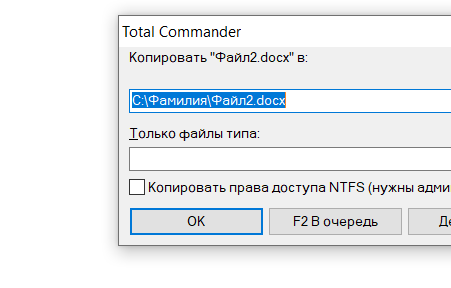 Total Commander
Копировать "Файл2.docx" в:
C:\Фамилия\Файл2.docx
Только файлы типа:
Копировать права доступа NTFS (нужны
OK
F2 В очередь